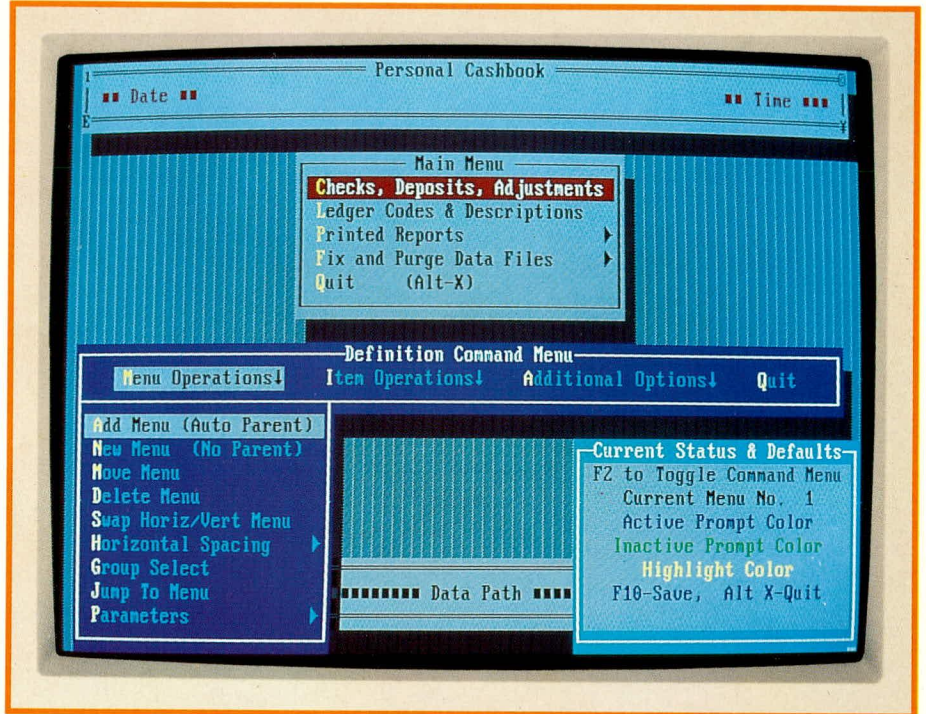 Personal Cashbook
Date
Time
Main Menu
Checks, Deposits, Adjustments
Ledger Codes & Descriptions
Printed Reports
Fix and Purge Data Files
Quit (Alt-X)
Definition Command Menu
Menu Operations↓ Item Operations↓ Additional Options↓ Quit
Add Menu (Auto Parent)
New Menu (No Parent)
Move Menu
Delete Menu
Swap Horiz/Vert Menu
Horizontal Spacing
Group Select
Jump To Menu
Parameters
Data Path
Current Status & Defaults
F2 to Toggle Command Menu
Current Menu No. 1
Active Prompt Color
Inactive Prompt Color
Highlight Color
F10-Save, Alt X-Quit